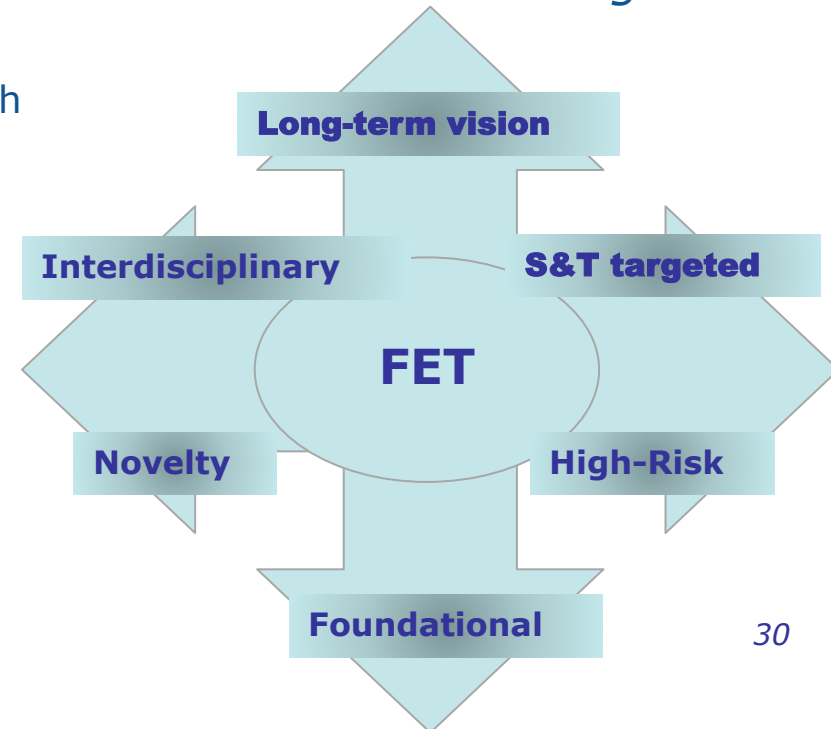 Long-term vision
Interdisciplinary
S&T targeted
FET
Novelty
High-Risk
Foundational
30